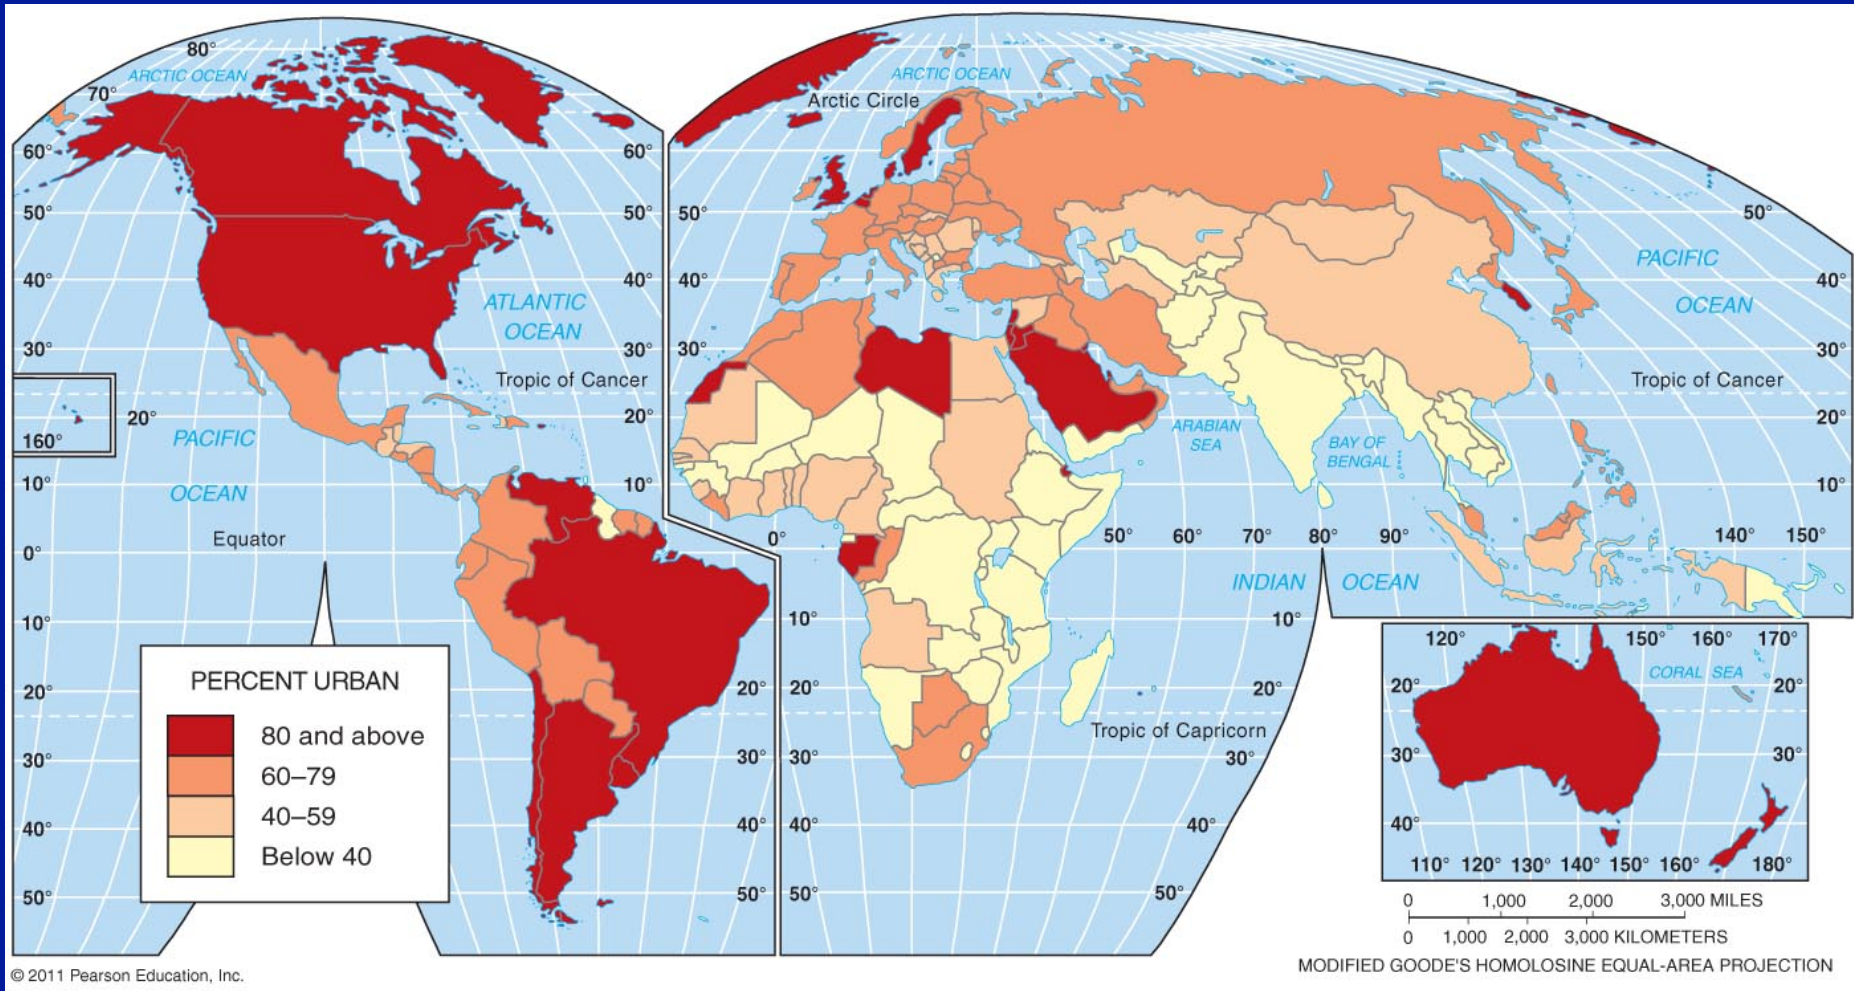 80°
ARCTIC OCEAN
70°
60°
60°
50°
50°
40°
40°
ATLANTIC
OCEAN
30°
30°
Tropic of Cancer
20°
20°
160°
PACIFIC
OCEAN
10°
10°
Equator
0°
10°
20°
20°
30°
30°
40°
40°
50°
50°
PERCENT URBAN
80 and above
60–79
40–59
Below 40
ARCTIC OCEAN
Arctic Circle
50°
50°
PACIFIC
OCEAN
40°
40°
30°
30°
Tropic of Cancer
ARABIAN
SEA
BAY OF
BENGAL
20°
10°
0°
50°
60°
70°
80°
90°
140°
150°
INDIAN
OCEAN
10°
10°
20°
20°
Tropic of Capricorn
30°
30°
40°
40°
50°
50°
120°
150°
160°
170°
CORAL SEA
20°
20°
30°
30°
40°
110°
120°
130°
140°
150°
160°
180°
0 1,000 2,000 3,000 MILES
0 1,000 2,000 3,000 KILOMETERS
MODIFIED GOODE'S HOMOLOSINE EQUAL-AREA PROJECTION
© 2011 Pearson Education, Inc.